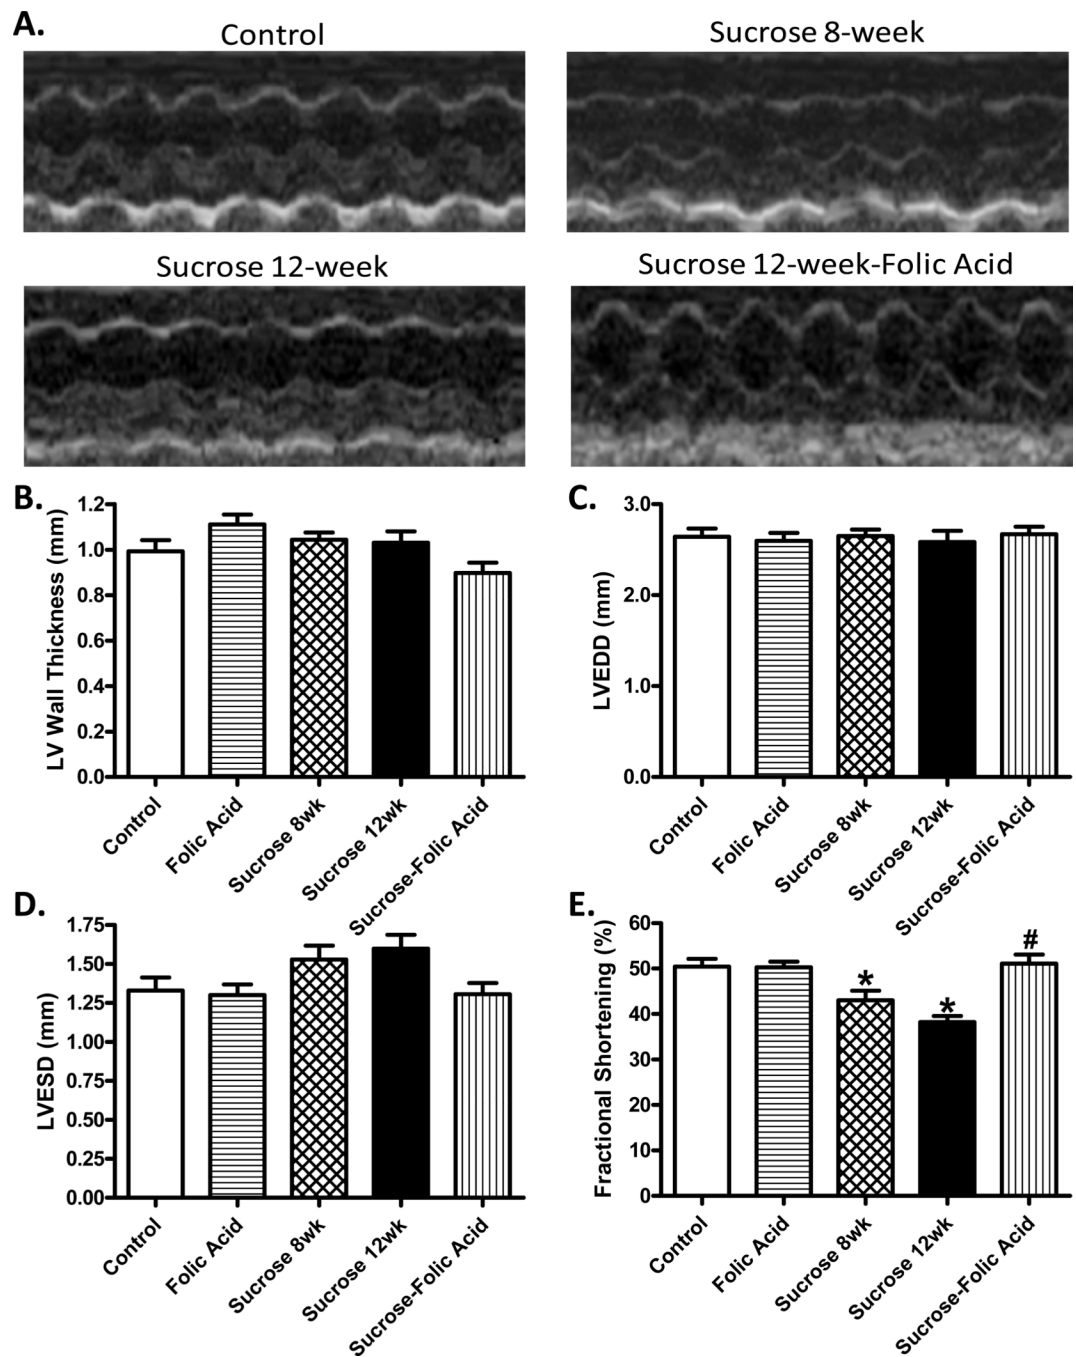 A.
Control
Sucrose 8-week
Sucrose 12-week
Sucrose 12-week-Folic Acid
B.
LV Wall Thickness (mm)
1.2
1.0
0.8
0.6
0.4
0.2
0.0
Control
Folic Acid
Sucrose 8wk
Sucrose 12wk
Sucrose-Folic Acid
C.
LVEDD (mm)
3.0
2.0
1.0
0.0
Control
Folic Acid
Sucrose 8wk
Sucrose 12wk
Sucrose-Folic Acid
D.
LVESD (mm)
1.75
1.50
1.25
1.00
0.75
0.50
0.25
0.00
Control
Folic Acid
Sucrose 8wk
Sucrose 12wk
Sucrose-Folic Acid
E.
Fractional Shortening (%)
60
50
40
30
20
10
0
*
*
#
Control
Folic Acid
Sucrose 8wk
Sucrose 12wk
Sucrose-Folic Acid